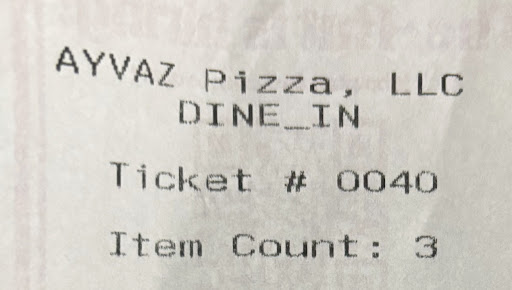 AYVAZ Pizza, LLC
DINE_IN
Ticket # 0040
Item Count: 3